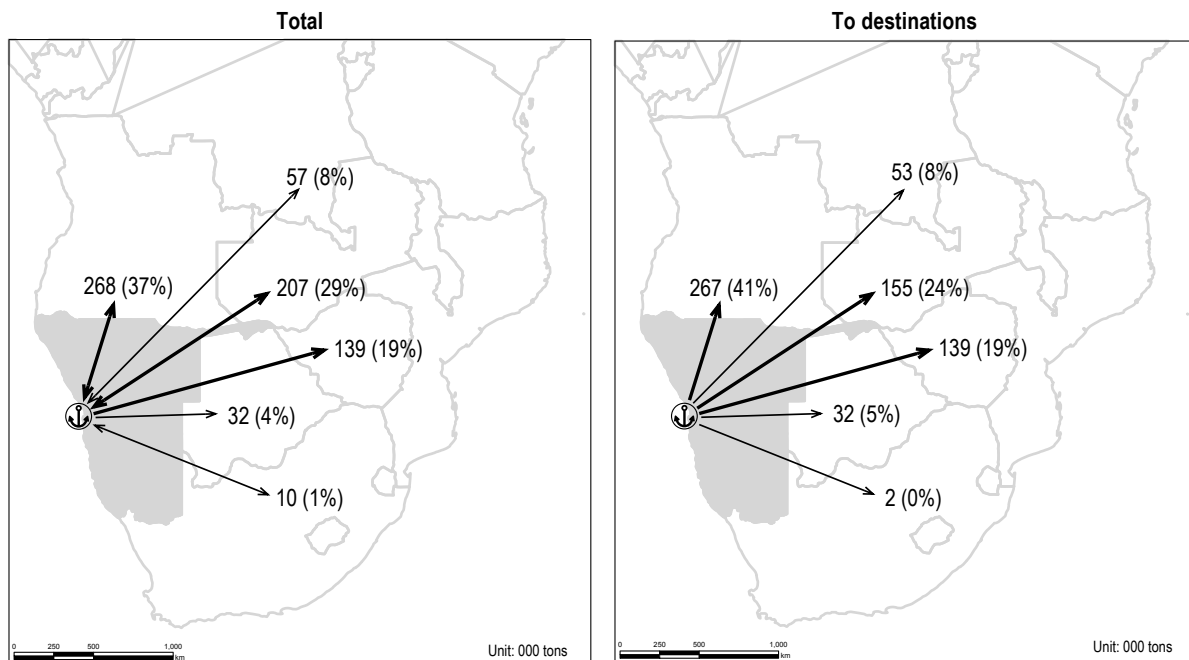 Total
57 (8%)
268 (37%)
207 (29%)
139 (19%)
32 (4%)
10 (1%)
0 250 500 1,000
km
Unit: 000 tons
To destinations
53 (8%)
267 (41%)
155 (24%)
139 (19%)
32 (5%)
2 (0%)
0 250 500 1,000
km
Unit: 000 tons